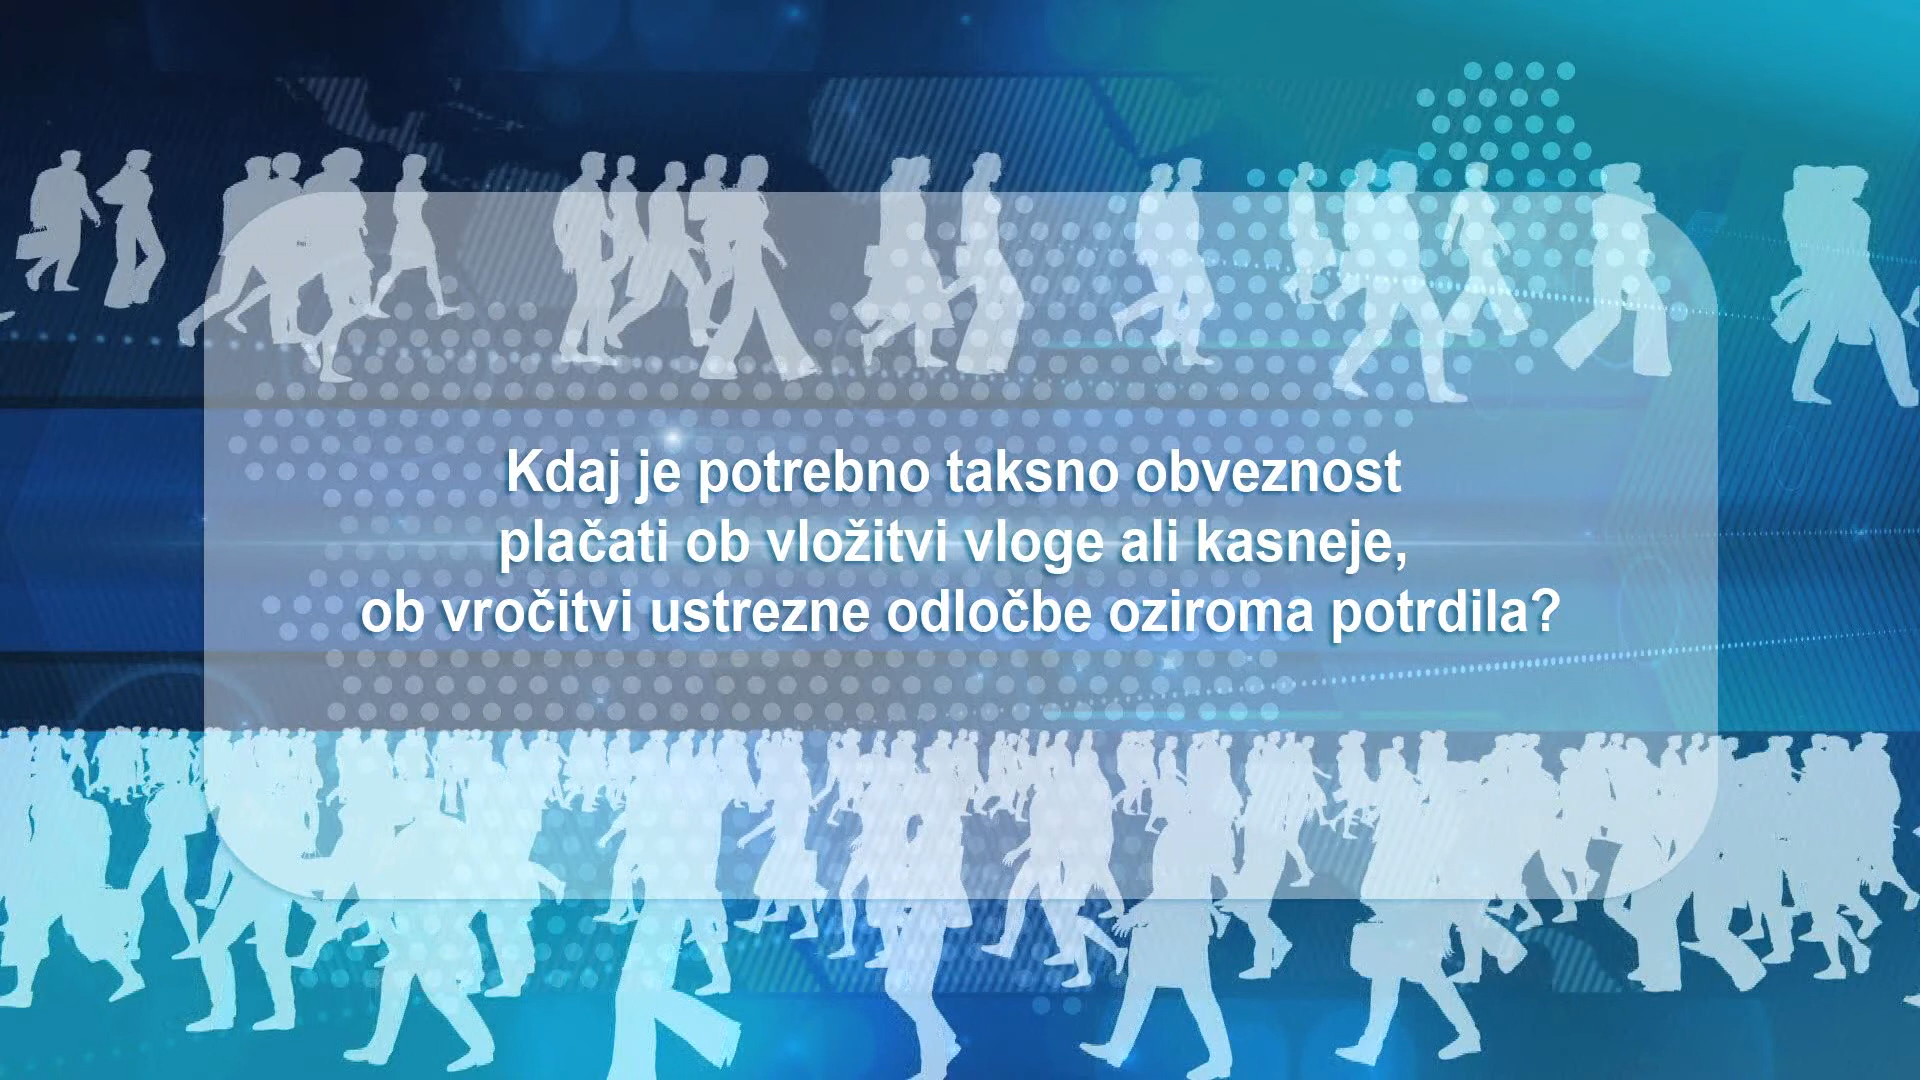 Kdaj je potrebno taksno obveznost
plačati ob vložitvi vloge ali kasneje,
ob vročitvi ustrezne odločbe oziroma potrdila?